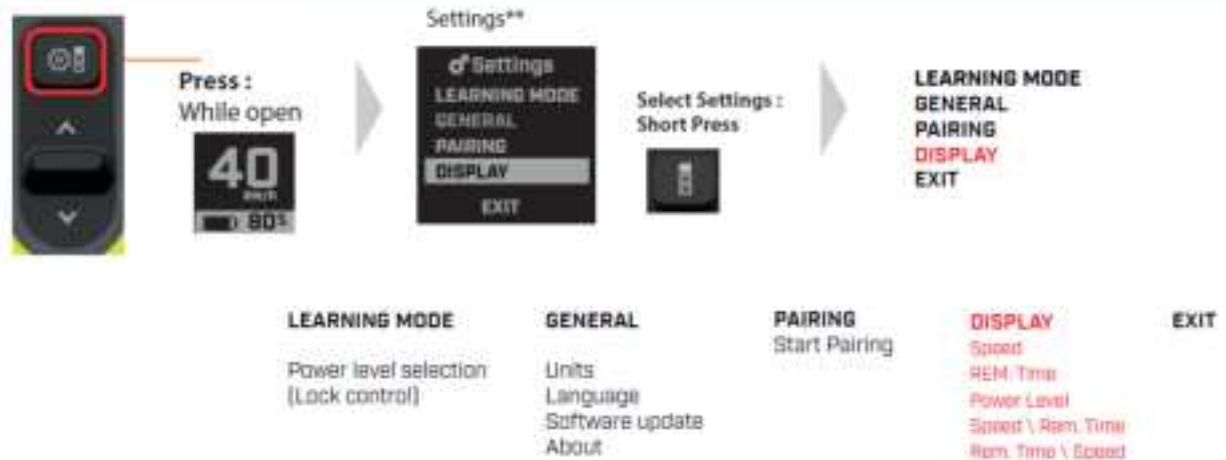 Settings**
Press :
While open
40
km/h
80%
Settings
LEARNING MODE
GENERAL
PAIRING
DISPLAY
EXIT
Select Settings :
Short Press
LEARNING MODE
GENERAL
PAIRING
DISPLAY
EXIT
LEARNING MODE
Power level selection
(Lock control)
GENERAL
Units
Language
Software update
About
PAIRING
Start Pairing
DISPLAY
Speed
REM. Time
Power Level
Speed \ Rem. Time
Rem. Time \ Speed
EXIT